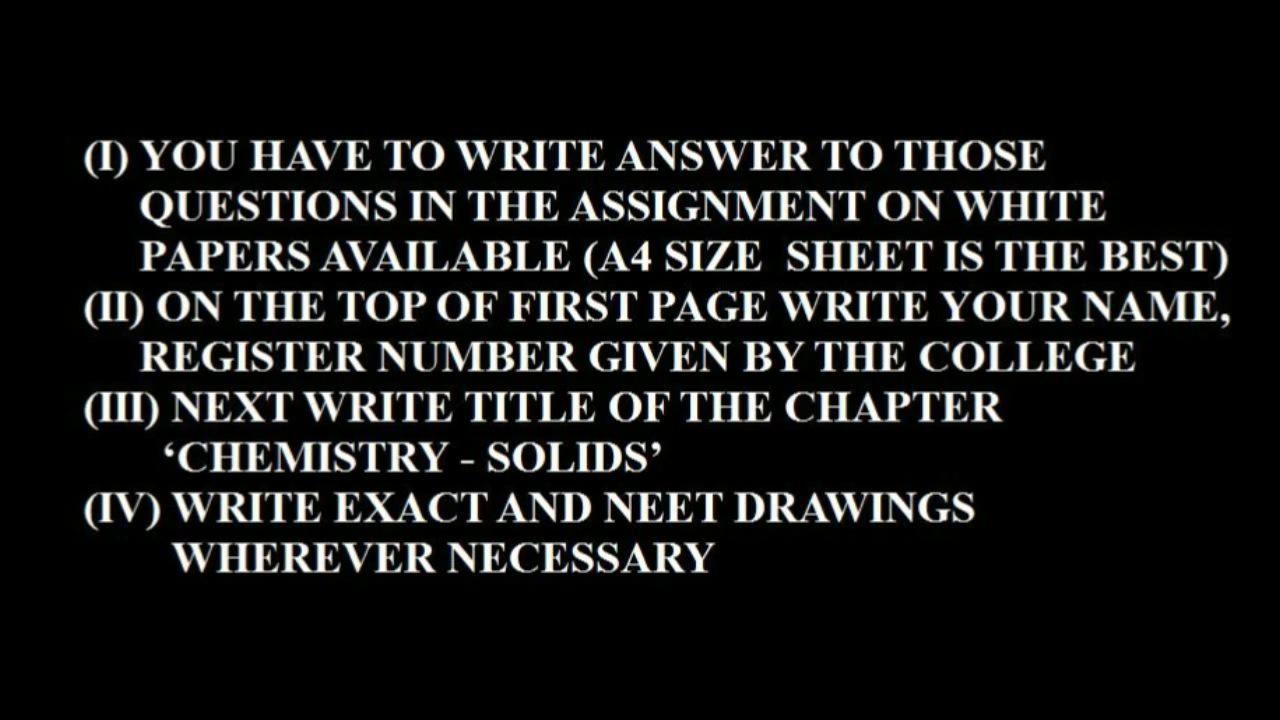 (I) YOU HAVE TO WRITE ANSWER TO THOSE
QUESTIONS IN THE ASSIGNMENT ON WHITE
PAPERS AVAILABLE (A4 SIZE  SHEET IS THE BEST)
(II) ON THE TOP OF FIRST PAGE WRITE YOUR NAME,
REGISTER NUMBER GIVEN BY THE COLLEGE
(III) NEXT WRITE TITLE OF THE CHAPTER
‘CHEMISTRY - SOLIDS’
(IV) WRITE EXACT AND NEET DRAWINGS
WHEREVER NECESSARY